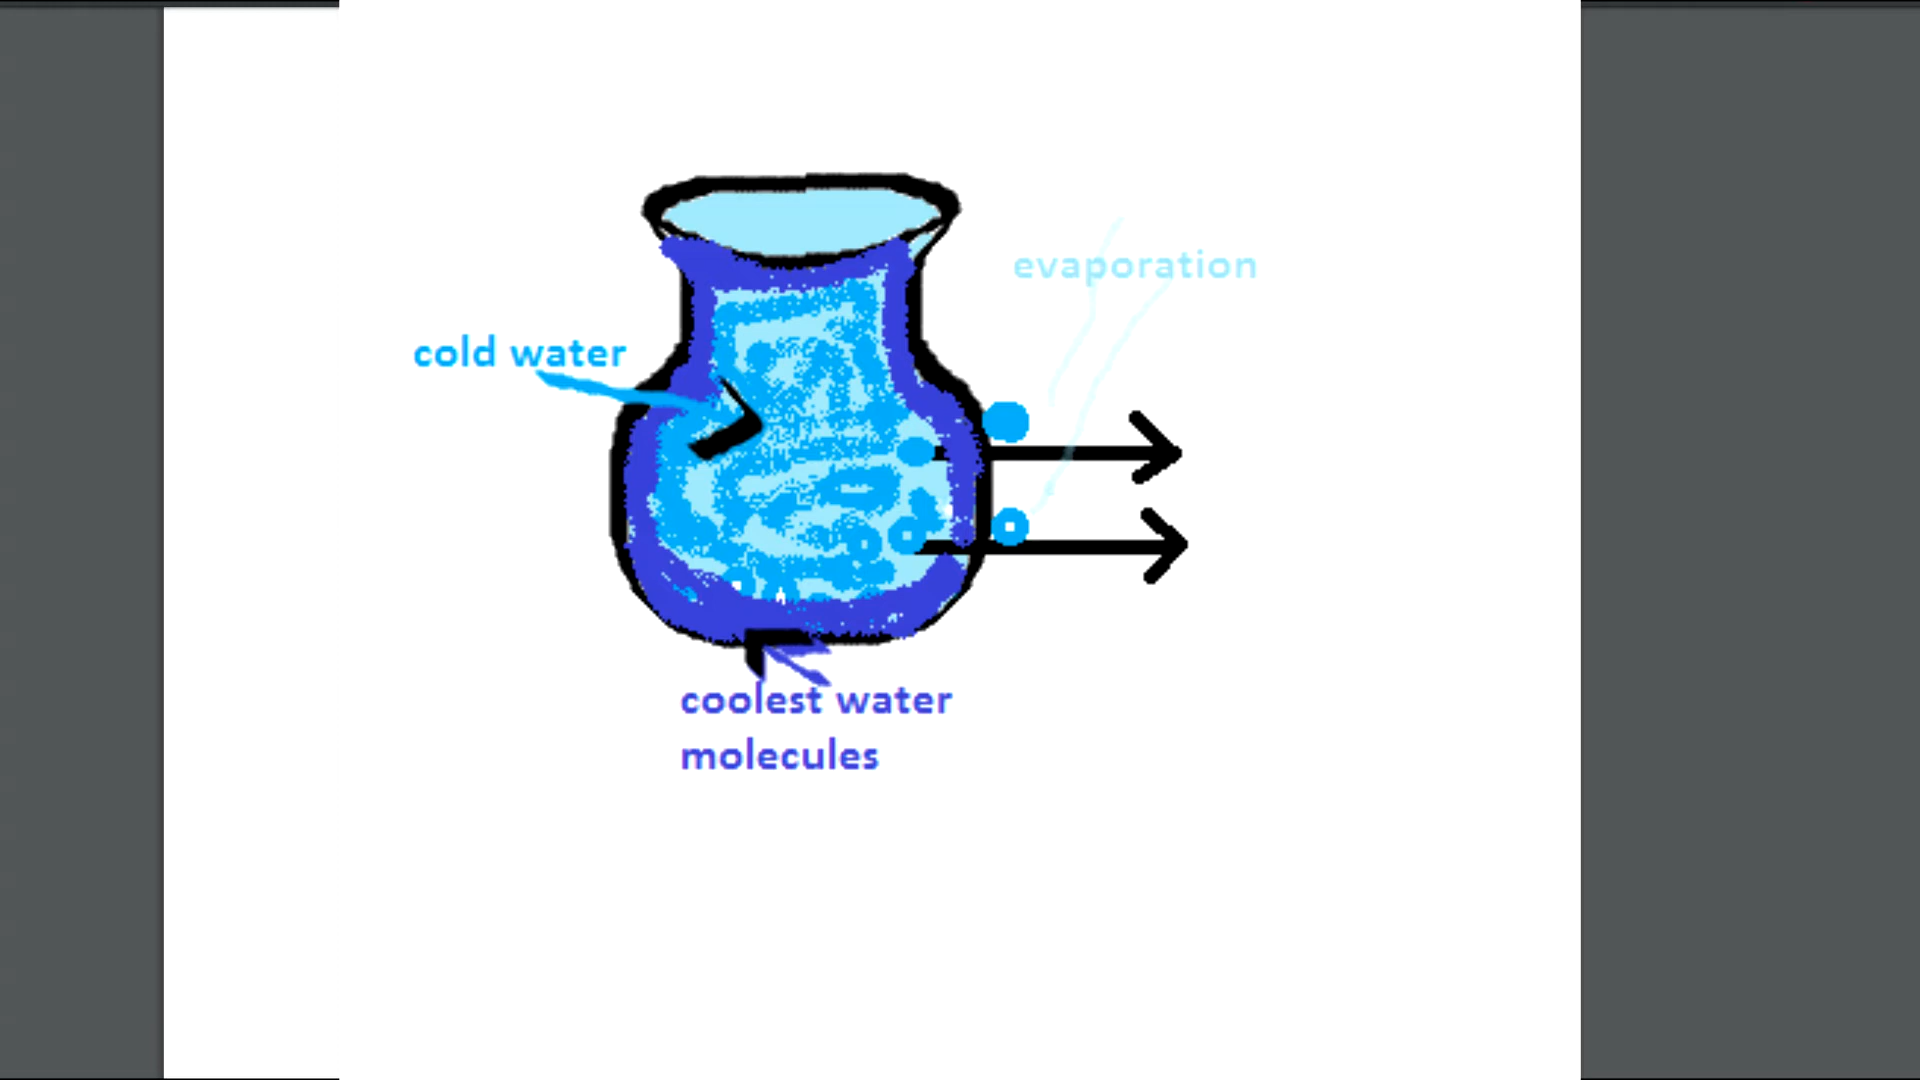 evaporation
cold water
coolest water
molecules